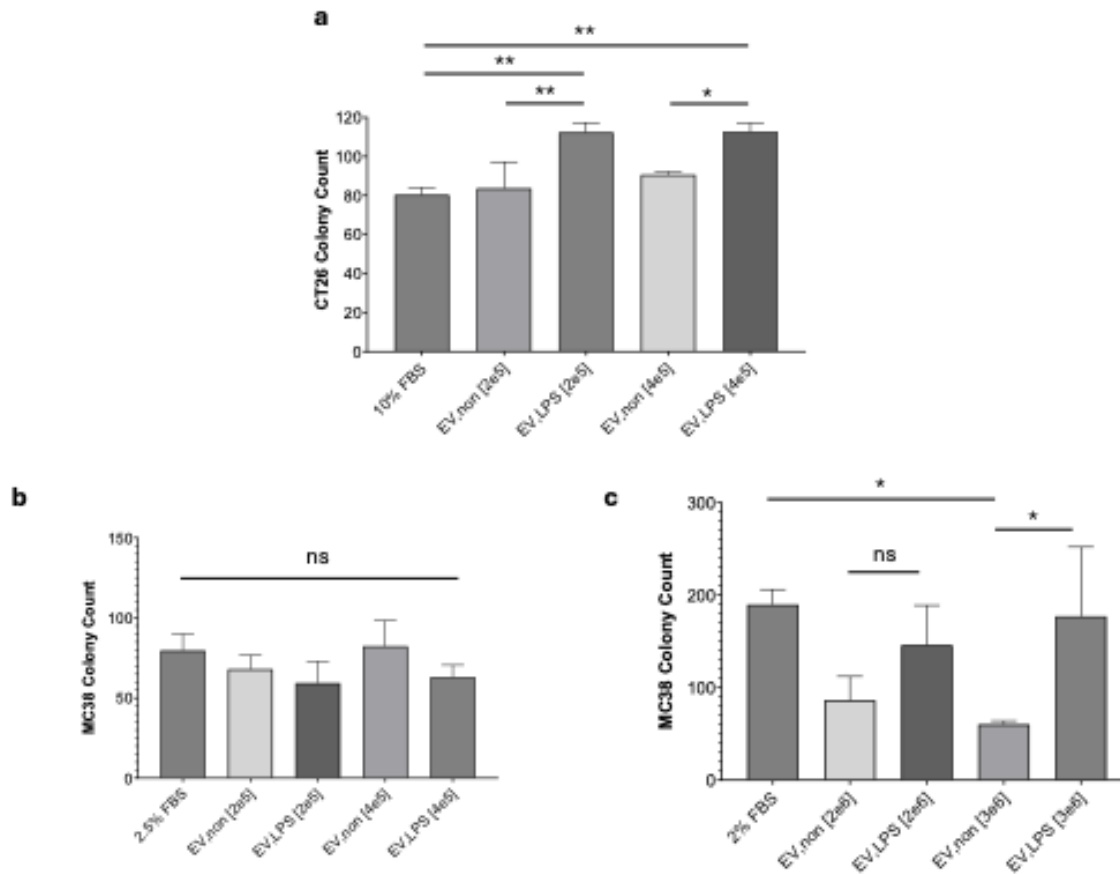 a
**
**
**
*
CT26 Colony Count
120
100
80
60
40
20
0
10% FBS
EV,non [2e5]
EV,LPS [2e5]
EV,non [4e5]
EV,LPS [4e5]
b
ns
MC38 Colony Count
150
100
50
0
2.5% FBS
EV,non [2e5]
EV,LPS [2e5]
EV,non [4e5]
EV,LPS [4e5]
c
*
*
ns
MC38 Colony Count
300
200
100
0
2% FBS
EV,non [2e6]
EV,LPS [2e6]
EV,non [3e6]
EV,LPS [3e6]